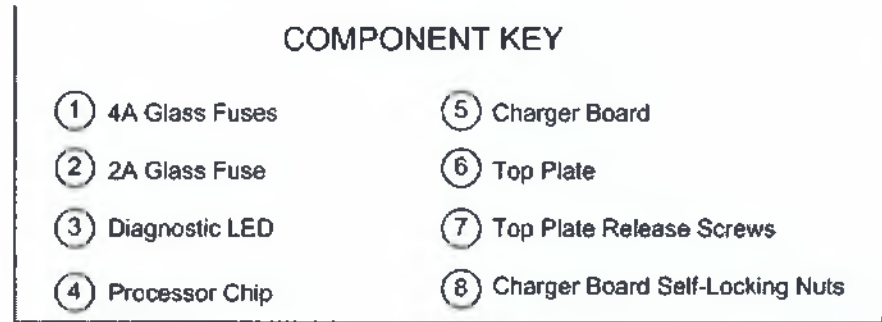 COMPONENT KEY
1 4A Glass Fuses
2 2A Glass Fuse
3 Diagnostic LED
4 Processor Chip
5 Charger Board
6 Top Plate
7 Top Plate Release Screws
8 Charger Board Self-Locking Nuts